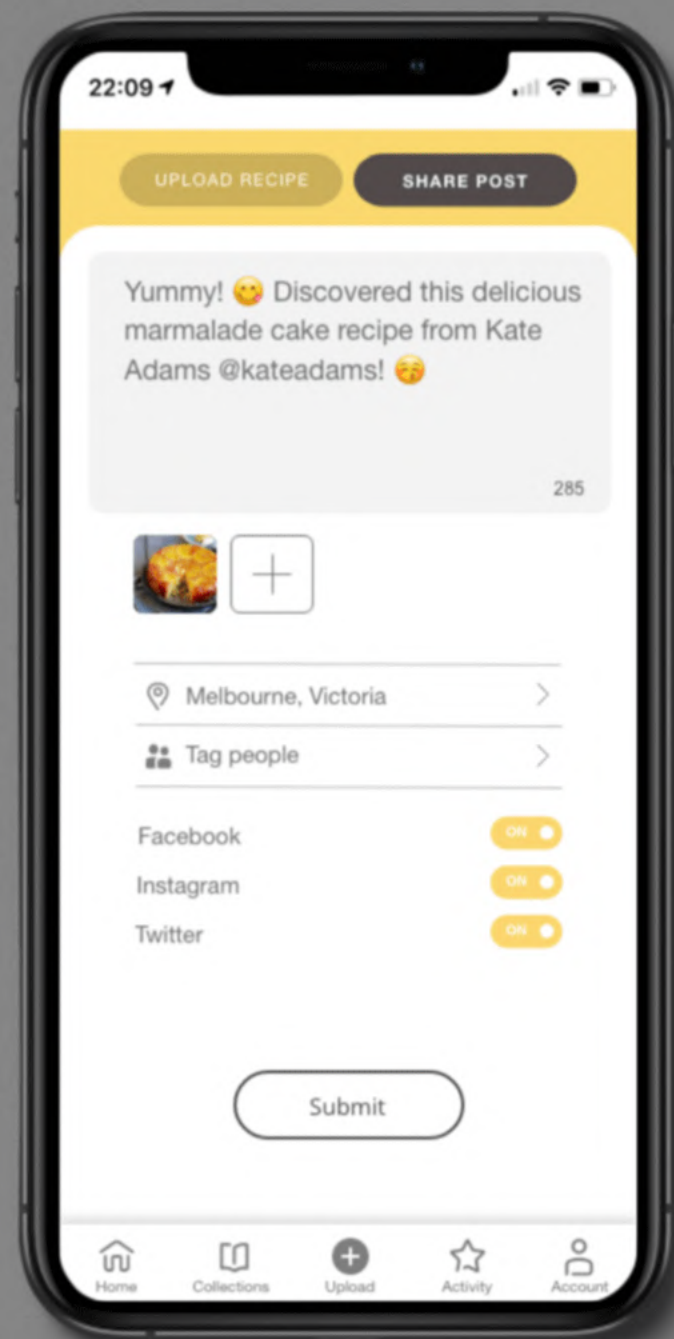 22:09
UPLOAD RECIPE
SHARE POST
Yummy! 😋 Discovered this delicious
marmalade cake recipe from Kate
Adams @kateadams! 😚
285
Melbourne, Victoria
Tag people
Facebook ON
Instagram ON
Twitter ON
Submit
Home Collections Upload Activity Account